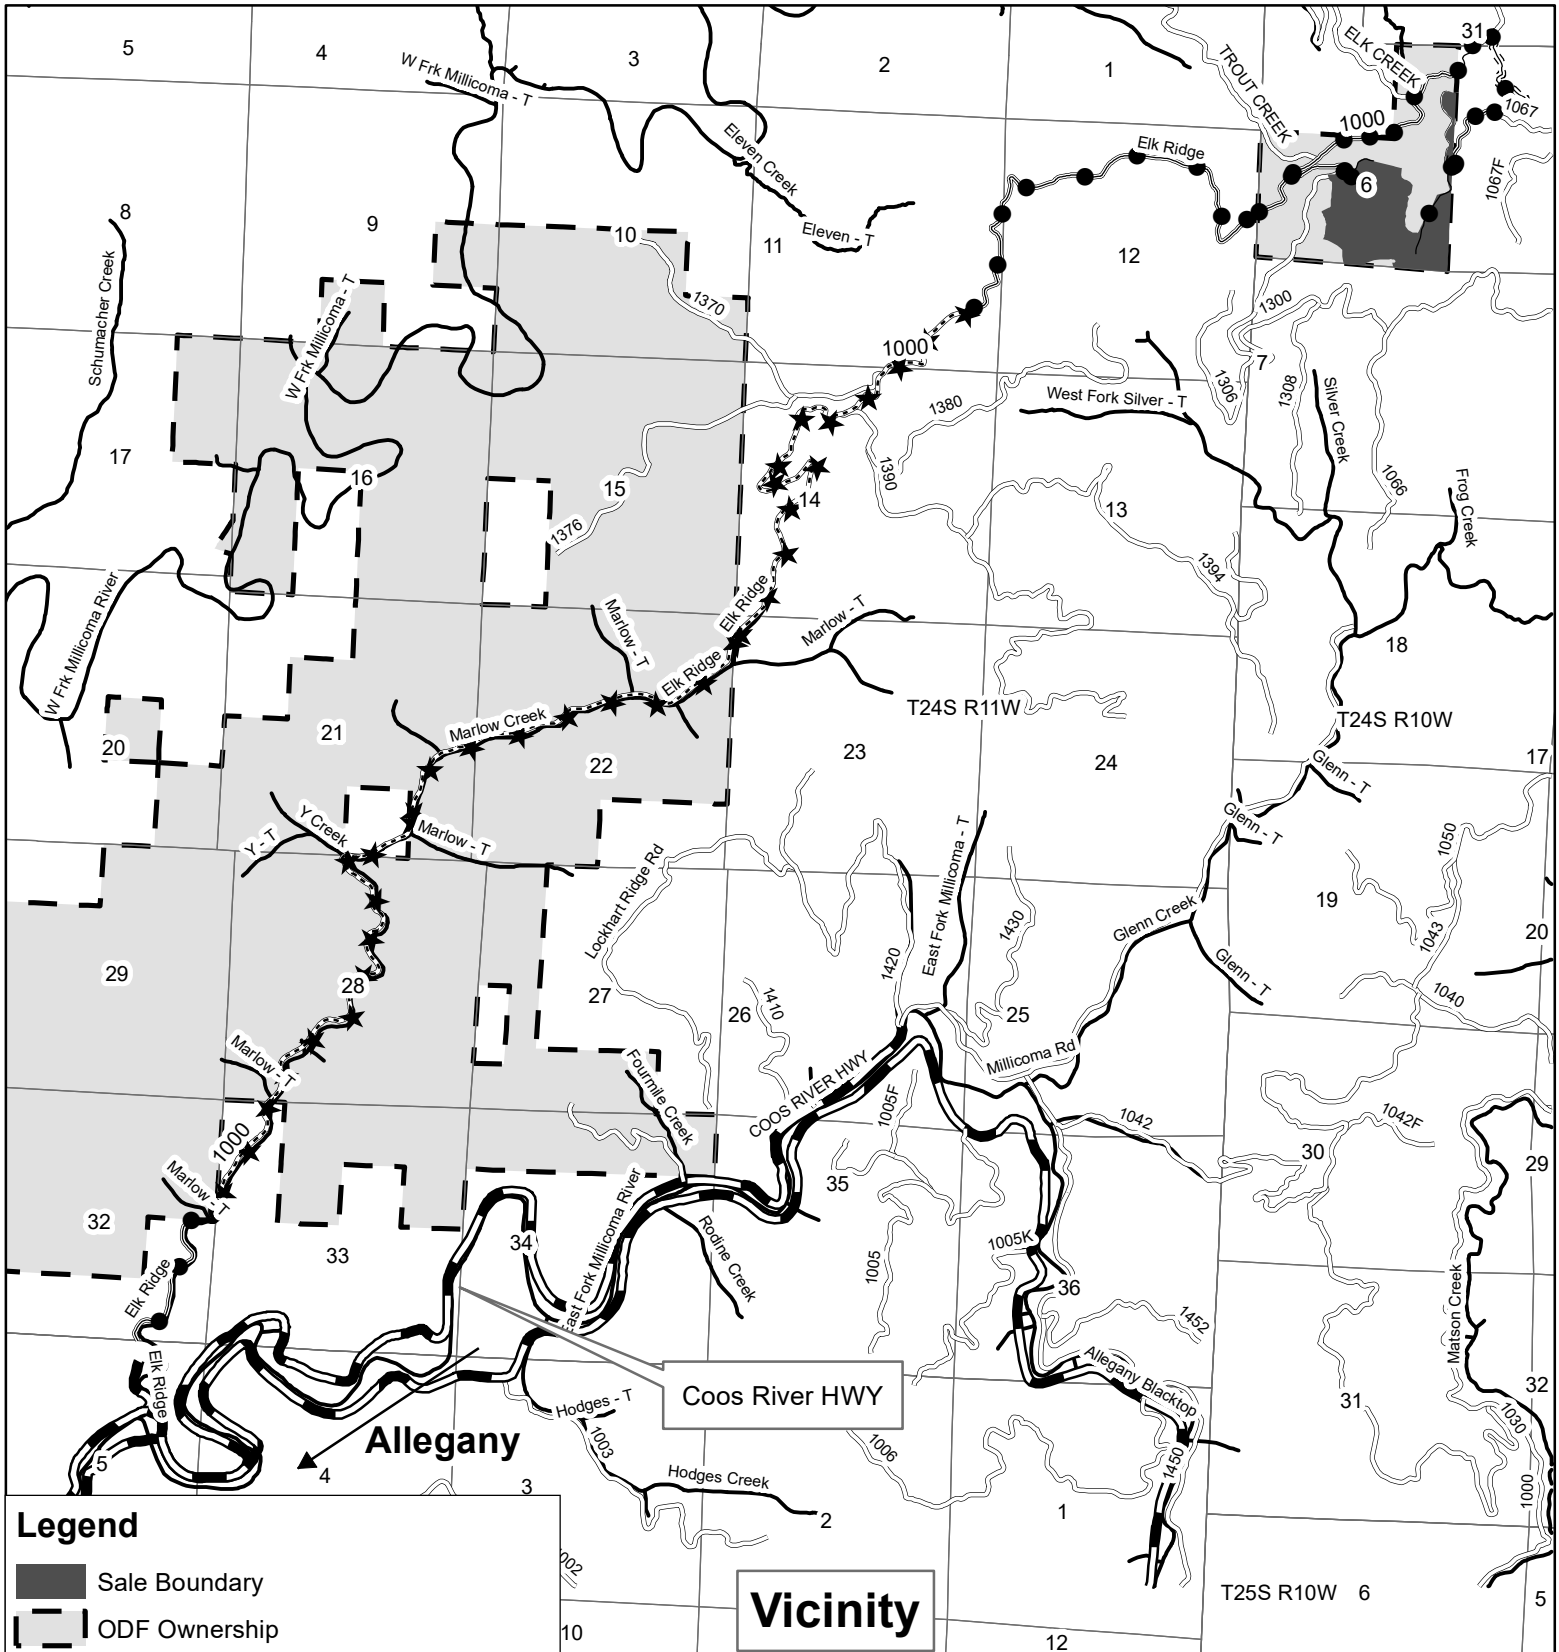 5
4
3
2
1
31
W Frk Millicoma - T
TROUT CREEK
ELK CREEK
1000
1067
1067F
Eleven Creek
Elk Ridge
6
8
9
10
11
Eleven - T
12
Schumacher Creek
W Frk Millicoma - T
1370
1000
1300
7
1306
1308
Silver Creek
1380
West Fork Silver - T
17
16
15
1376
14
1390
13
1066
Frog Creek
1394
W Frk Millicoma River
Marlow - T
Elk Ridge
Marlow - T
18
Elk Ridge
T24S R11W
T24S R10W
20
21
Marlow Creek
22
23
24
17
Glenn - T
Y Creek
Y - T
Marlow - T
Glenn - T
1050
Lockhart Ridge Rd
East Fork Millicoma - T
1430
Glenn Creek
19
1043
20
29
28
27
1420
Glenn - T
26
1410
25
1040
Marlow - T
Fourmile Creek
COOS RIVER HWY
Millicoma Rd
1005F
1042
1042F
1000
30
29
Marlow - T
35
32
33
34
East Fork Millicoma River
Rodine Creek
1005
1005K
36
Elk Ridge
Matson Creek
1452
Elk Ridge
Coos River HWY
Allegany Blacktop
31
32
Hodges - T
1030
Allegany
1003
1006
1450
5
4
3
Hodges Creek
2
1
1000
Legend
Sale Boundary
ODF Ownership
10
Vicinity
12
T25S R10W
6
5